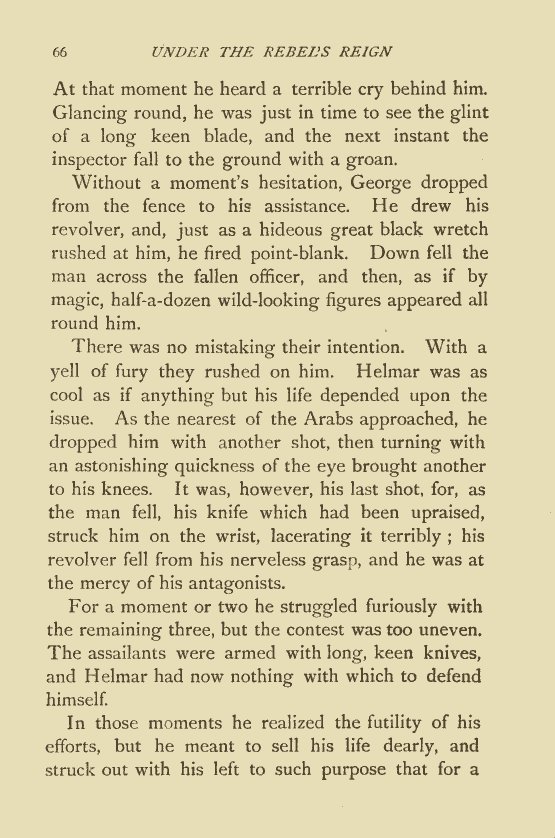 66 UNDER THE REBEL'S REIGN
At that moment he heard a terrible cry behind him.
Glancing round, he was just in time to see the glint
of a long keen blade, and the next instant the
inspector fall to the ground with a groan.
Without a moment's hesitation, George dropped
from the fence to his assistance. He drew his
revolver, and, just as a hideous great black wretch
rushed at him, he fired point-blank. Down fell the
man across the fallen officer, and then, as if by
magic, half-a-dozen wild-looking figures appeared all
round him.
There was no mistaking their intention. With a
yell of fury they rushed on him. Helmar was as
cool as if anything but his life depended upon the
issue. As the nearest of the Arabs approached, he
dropped him with another shot, then turning with
an astonishing quickness of the eye brought another
to his knees. It was, however, his last shot, for, as
the man fell, his knife which had been upraised,
struck him on the wrist, lacerating it terribly ; his
revolver fell from his nerveless grasp, and he was at
the mercy of his antagonists.
For a moment or two he struggled furiously with
the remaining three, but the contest was too uneven.
The assailants were armed with long, keen knives,
and Helmar had now nothing with which to defend
himself.
In those moments he realized the futility of his
efforts, but he meant to sell his life dearly, and
struck out with his left to such purpose that for a